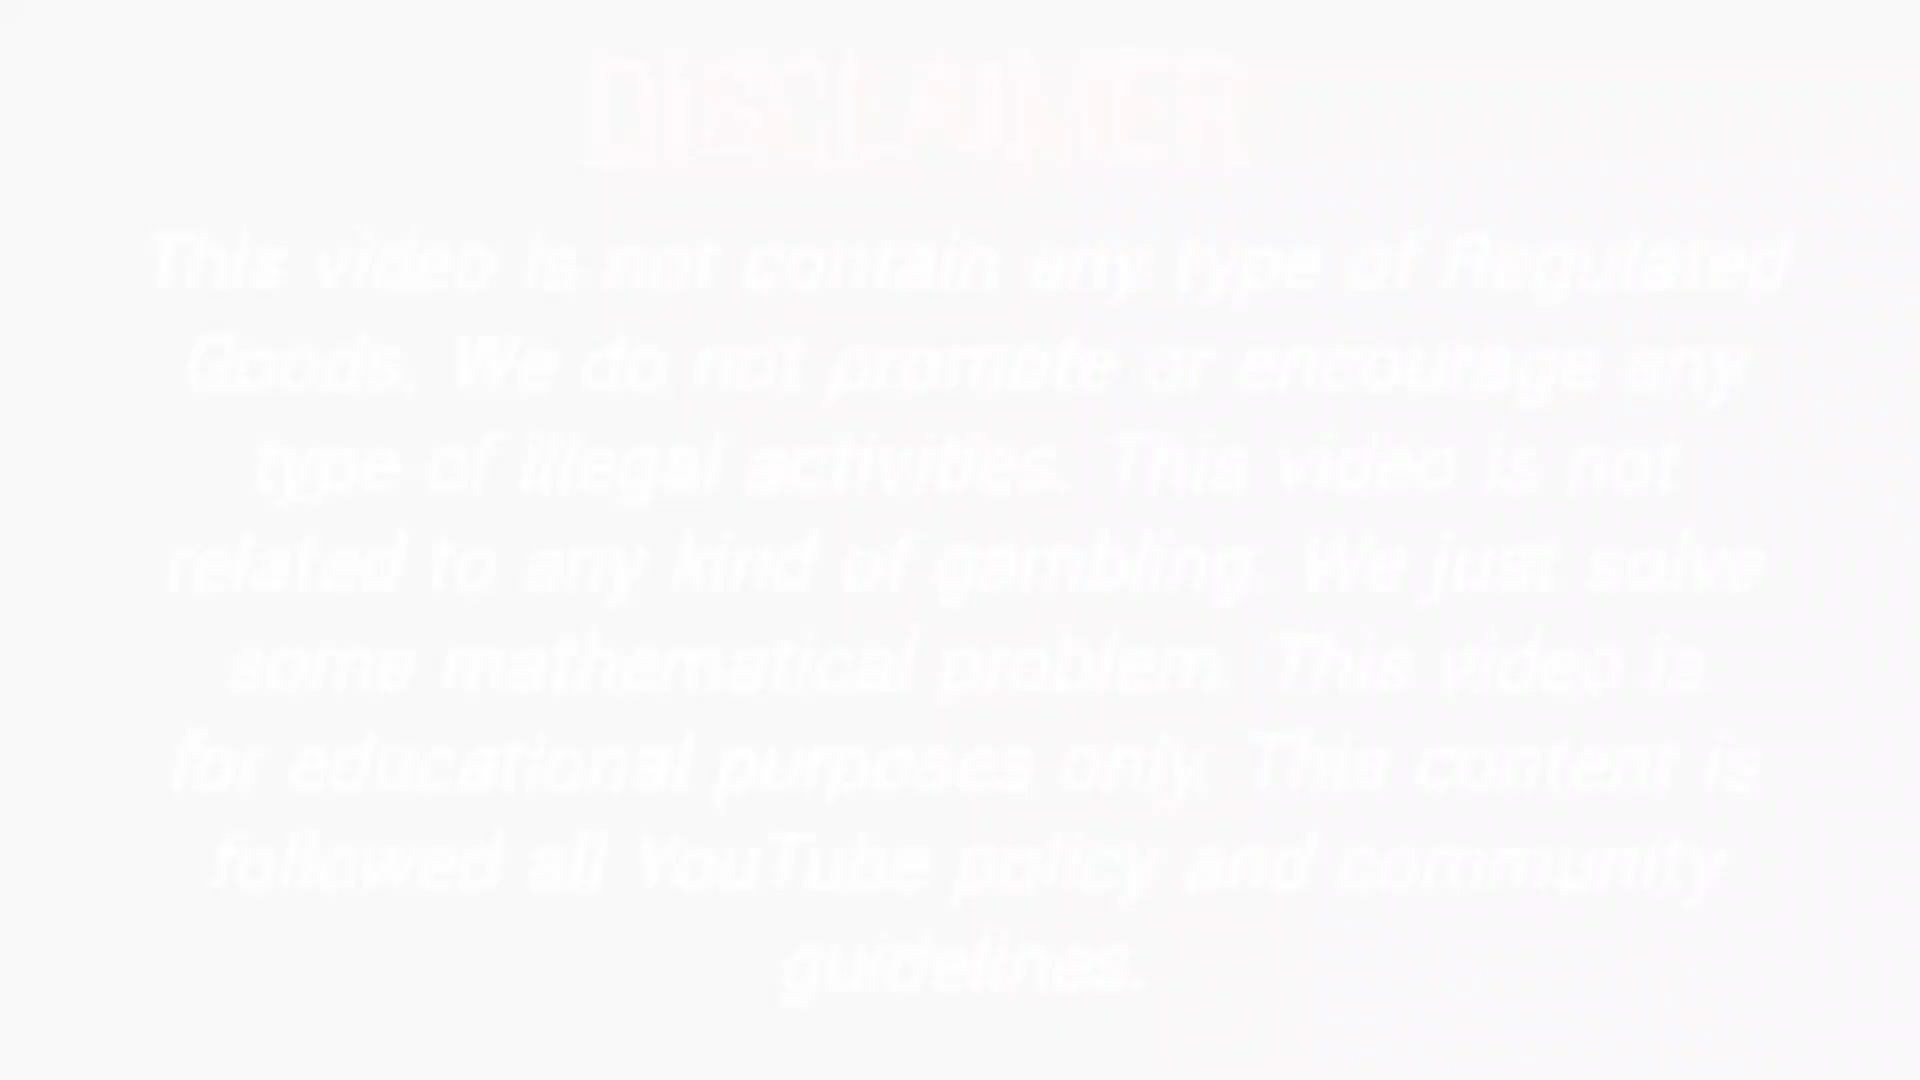 DISCLAIMER
This video is not contain any type of Regulated
Goods. We do not promote or encourage any
type of illegal activities. This video is not
related to any kind of gambling. We just solve
some mathematical problem. This video is
for educational purposes only. This content is
followed all YouTube policy and community
guidelines.